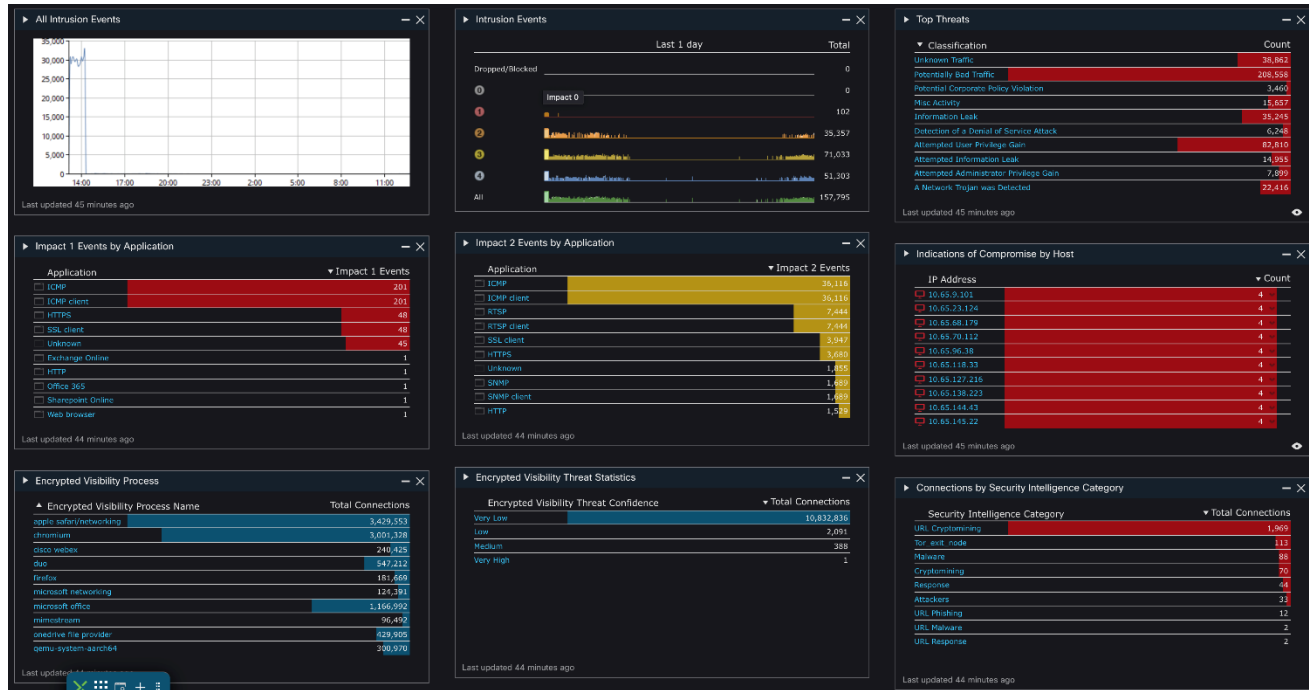 All Intrusion Events
35,000
30,000
25,000
20,000
15,000
10,000
5,000
0
14:00 17:00 20:00 23:00 2:00 5:00 8:00 11:00
Last updated 45 minutes ago
Intrusion Events
Last 1 day Total
Dropped/Blocked 0
0 0
Impact 0
1 102
2 35,357
3 71,033
4 51,303
All 157,795
Last updated 45 minutes ago
Top Threats
Classification Count
Unknown Traffic 38,862
Potentially Bad Traffic 208,558
Potential Corporate Policy Violation 3,460
Misc Activity 15,657
Information Leak 35,245
Detection of a Denial of Service Attack 6,248
Attempted User Privilege Gain 82,810
Attempted Information Leak 14,955
Attempted Administrator Privilege Gain 7,899
A Network Trojan was Detected 22,416
Last updated 45 minutes ago
Impact 1 Events by Application
Application Impact 1 Events
ICMP 201
ICMP client 201
HTTPS 48
SSL client 48
Unknown 45
Exchange Online 1
HTTP 1
Office 365 1
Sharepoint Online 1
Web browser 1
Last updated 44 minutes ago
Impact 2 Events by Application
Application Impact 2 Events
ICMP 36,116
ICMP client 36,116
RTSP 7,444
RTSP client 7,444
SSL client 3,947
HTTPS 3,680
Unknown 1,855
SNMP 1,689
SNMP client 1,689
HTTP 1,529
Last updated 44 minutes ago
Indications of Compromise by Host
IP Address Count
10.65.9.101 4
10.65.23.124 4
10.65.68.179 4
10.65.70.112 4
10.65.96.38 4
10.65.118.33 4
10.65.127.216 4
10.65.138.223 4
10.65.144.43 4
10.65.145.22 4
Last updated 45 minutes ago
Encrypted Visibility Process
Encrypted Visibility Process Name Total Connections
apple safari/networking 3,429,553
chromium 3,001,328
cisco webex 240,425
duo 547,212
firefox 181,669
microsoft networking 124,391
microsoft office 1,166,992
mimestream 96,492
onedrive file provider 429,905
qemu-system-aarch64 300,970
Last updated 44 minutes ago
Encrypted Visibility Threat Statistics
Encrypted Visibility Threat Confidence Total Connections
Very Low 10,832,836
Low 2,091
Medium 388
Very High 1
Last updated 44 minutes ago
Connections by Security Intelligence Category
Security Intelligence Category Total Connections
URL Cryptomining 1,969
Tor_exit_node 113
Malware 88
Cryptomining 70
Response 44
Attackers 33
URL Phishing 12
URL Malware 2
URL Response 2
Last updated 44 minutes ago